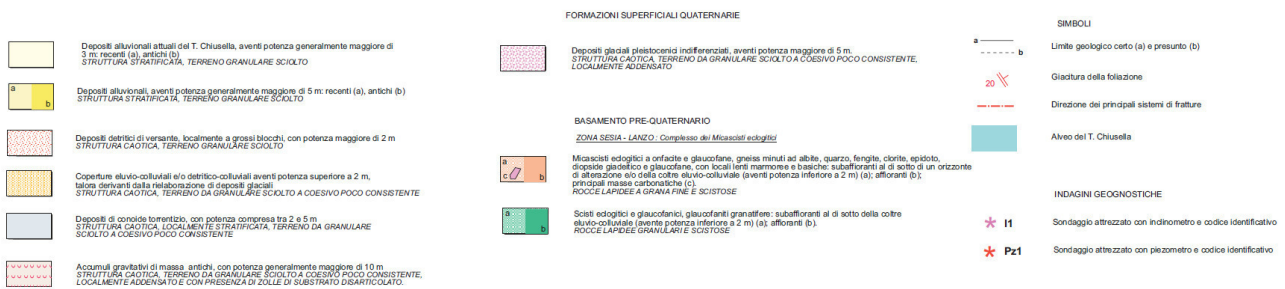 FORMAZIONI SUPERFICIALI QUATERNARIE
Depositi alluvionali attuali del T. Chiusella, aventi potenza generalmente maggiore di
3 m: recenti (a), antichi (b)
STRUTTURA STRATIFICATA, TERRENO GRANULARE SCIOLTO
a
b
Depositi alluvionali, aventi potenza generalmente maggiore di 5 m: recenti (a), antichi (b)
STRUTTURA STRATIFICATA, TERRENO GRANULARE SCIOLTO
Depositi detritici di versante, localmente a grossi blocchi, con potenza maggiore di 2 m
STRUTTURA CAOTICA, TERRENO GRANULARE SCIOLTO
Coperture eluvio-colluviali e/o detritico-colluviali aventi potenza superiore a 2 m,
talora derivanti dalla rielaborazione di depositi glaciali
STRUTTURA CAOTICA, TERRENO DA GRANULARE SCIOLTO A COESIVO POCO CONSISTENTE
Depositi di conoide torrentizio, con potenza compresa tra 2 e 5 m
STRUTTURA CAOTICA, LOCALMENTE STRATIFICATA, TERRENO DA GRANULARE
SCIOLTO A COESIVO POCO CONSISTENTE
Accumuli gravitativi di massa antichi, con potenza generalmente maggiore di 10 m
STRUTTURA CAOTICA, TERRENO DA GRANULARE SCIOLTO A COESIVO POCO CONSISTENTE,
LOCALMENTE ADDENSATO E CON PRESENZA DI ZOLLE DI SUBSTRATO DISARTICOLATO.
Depositi glaciali pleistocenici indifferenziati, aventi potenza maggiore di 5 m.
STRUTTURA CAOTICA, TERRENO DA GRANULARE SCIOLTO A COESIVO POCO CONSISTENTE,
LOCALMENTE ADDENSATO
BASAMENTO PRE-QUATERNARIO
ZONA SESIA - LANZO: Complesso dei Micascisti eclogitici
a
c
b
Micascisti eclogitici a onfacite e glaucofane, gneiss minuti ad albite, quarzo, fengite, clorite, epidoto,
diopside giadeitico e glaucofane, con locali lenti marmoree e basiche: subaffioranti al di sotto di un orizzonte
di alterazione e/o della coltre eluvio-colluviale (aventi potenza inferiore a 2 m) (a); affioranti (b);
principali masse carbonatiche (c).
ROCCE LAPIDEE A GRANA FINE E SCISTOSE
a
b
Scisti eclogitici e glaucofanici, glaucofaniti granatifere: subaffioranti al di sotto della coltre
eluvio-colluviale (avente potenza inferiore a 2 m) (a); affioranti (b).
ROCCE LAPIDEE GRANULARI E SCISTOSE
SIMBOLI
a
b
Limite geologico certo (a) e presunto (b)
20
Giacitura della foliazione
Direzione dei principali sistemi di fratture
Alveo del T. Chiusella
INDAGINI GEOGNOSTICHE
I1
Sondaggio attrezzato con inclinometro e codice identificativo
Pz1
Sondaggio attrezzato con piezometro e codice identificativo